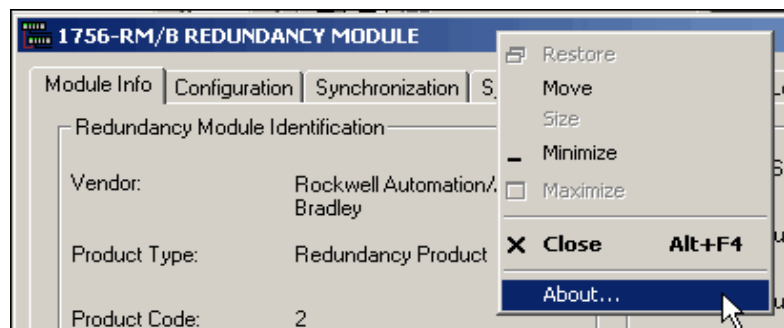 1756-RM/B REDUNDANCY MODULE
Module Info Configuration Synchronization
Redundancy Module Identification
Vendor: Rockwell Automation/
Bradley
Product Type: Redundancy Product
Product Code: 2
Restore
Move
Size
Minimize
Maximize
Close Alt+F4
About...